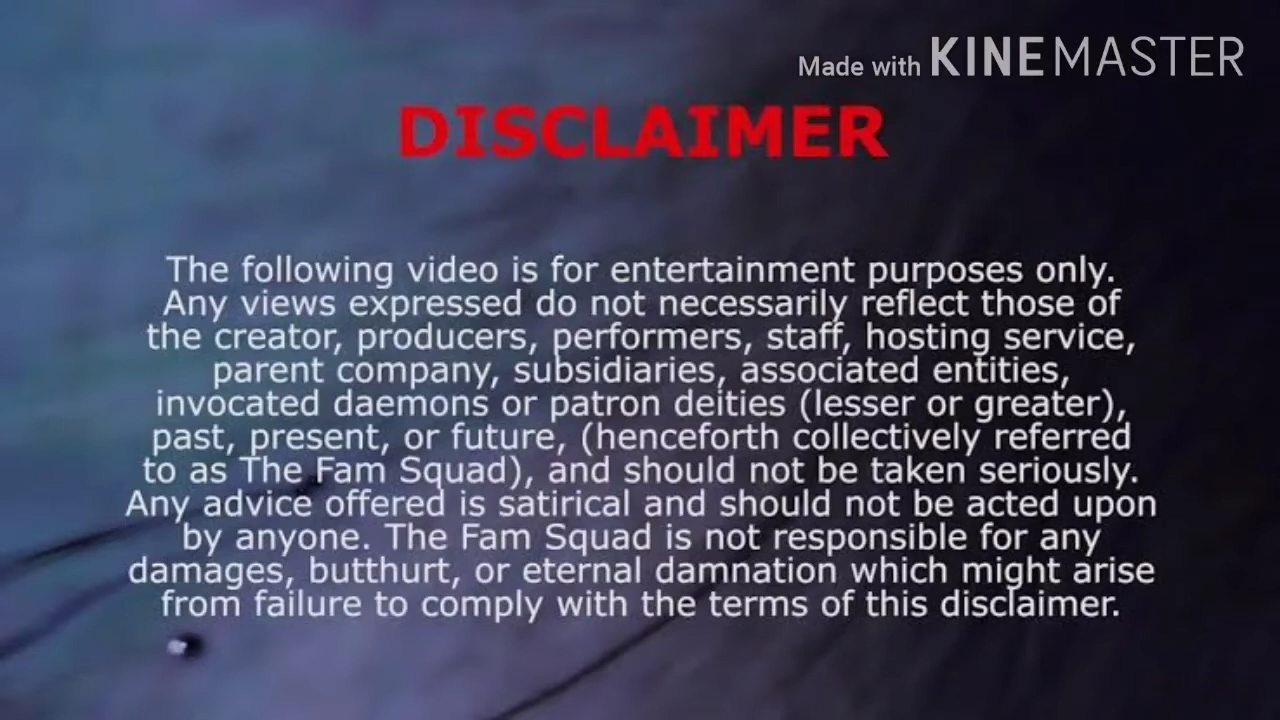 Made with KINEMASTER
DISCLAIMER
The following video is for entertainment purposes only.
Any views expressed do not necessarily reflect those of
the creator, producers, performers, staff, hosting service,
parent company, subsidiaries, associated entities,
invocated daemons or patron deities (lesser or greater),
past, present, or future, (henceforth collectively referred
to as The Fam Squad), and should not be taken seriously.
Any advice offered is satirical and should not be acted upon
by anyone. The Fam Squad is not responsible for any
damages, butthurt, or eternal damnation which might arise
from failure to comply with the terms of this disclaimer.